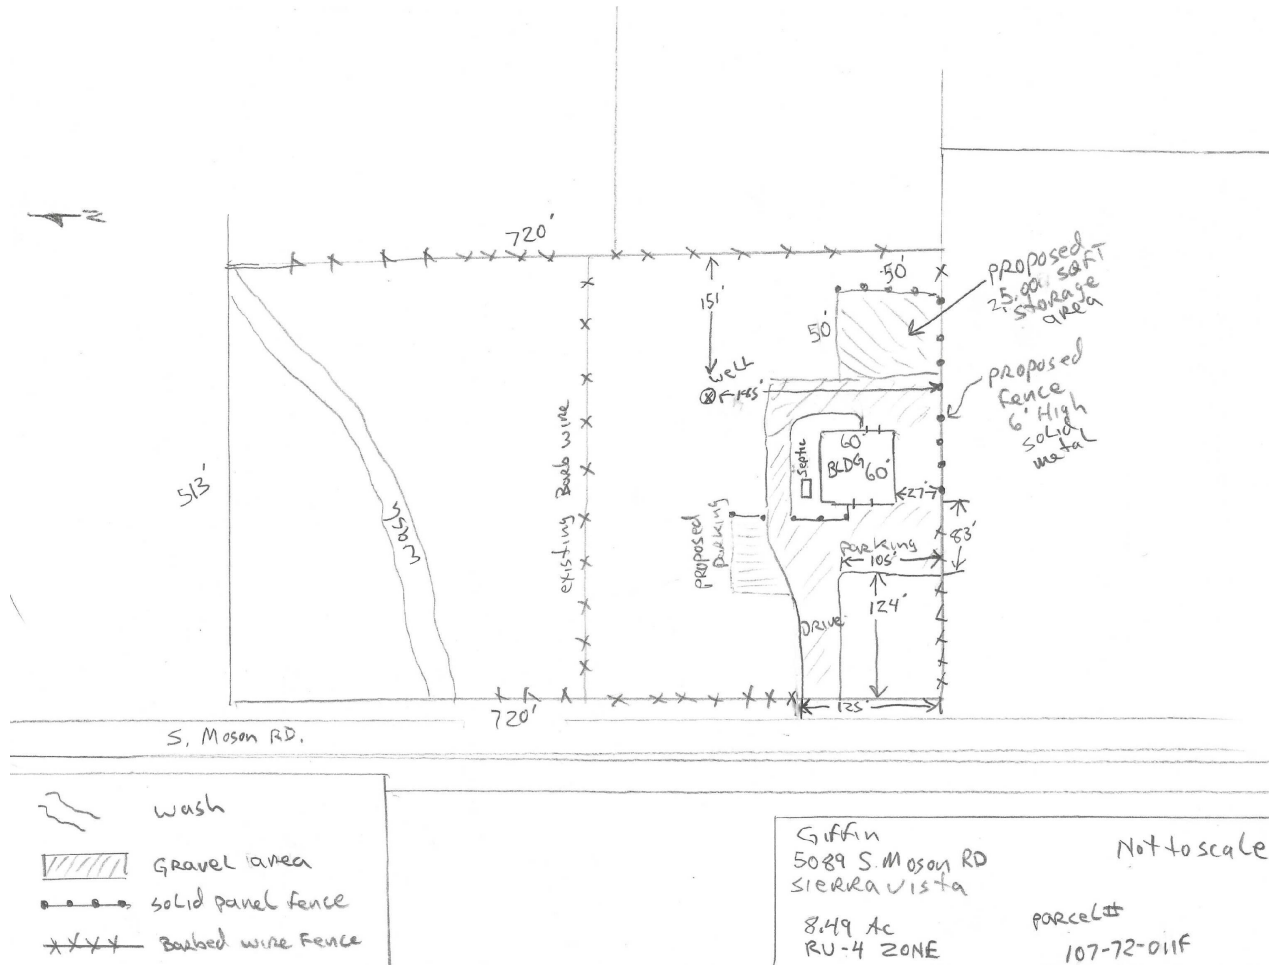 N
720'
50'
proposed
2,500 SQFT
storage
area
151'
50'
well
185'
proposed
fence
6' High
solid
metal
existing Barb wire
septic
60'
BLDG 60'
27'
513'
wash
proposed
parking
83'
parking
105'
124'
DRIVE
125'
720'
S. Moson RD.
wash
Gravel area
solid panel fence
Barbed wire Fence
Giffin
5089 S. Moson RD
sierra vista
8.49 Ac
RU-4 ZONE
Not to scale
parcel#
107-72-011F